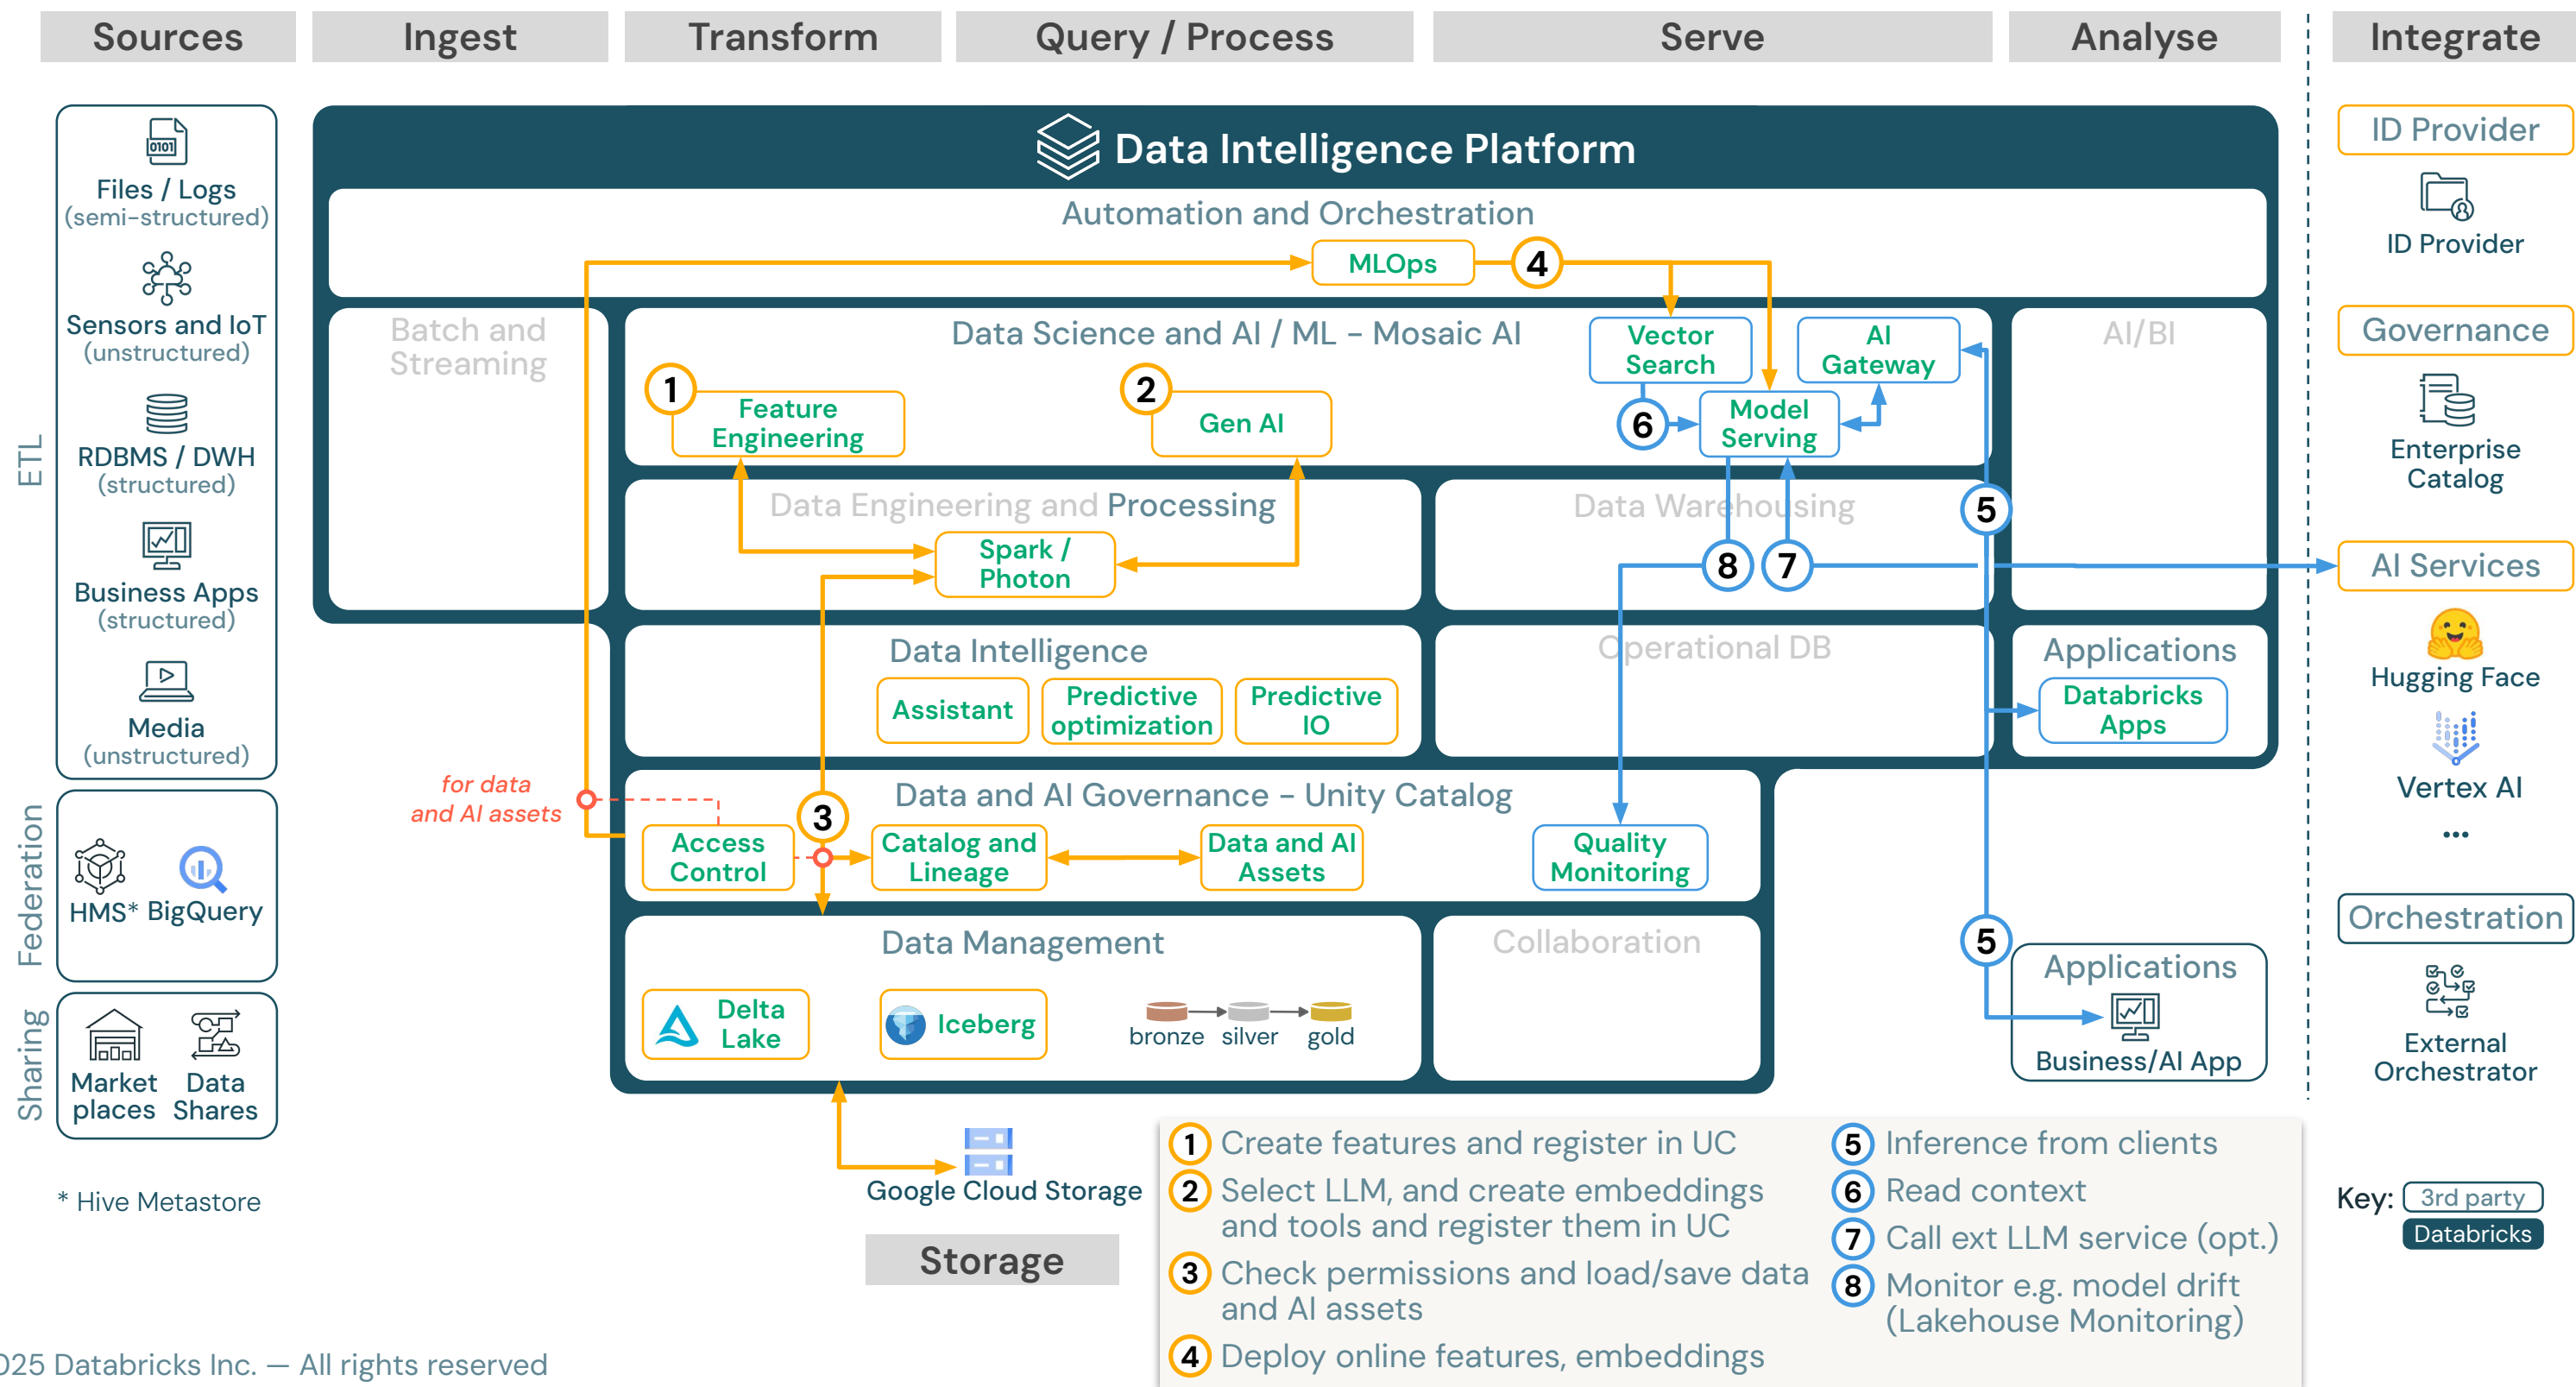 Sources
Ingest
Transform
Query / Process
Serve
Analyse
Integrate
ETL
Files / Logs
(semi-structured)
0101
Sensors and IoT
(unstructured)
RDBMS / DWH
(structured)
Business Apps
(structured)
Media
(unstructured)
Federation
HMS*
BigQuery
Sharing
Market
places
Data
Shares
* Hive Metastore
Data Intelligence Platform
Automation and Orchestration
MLOps
4
Batch and
Streaming
Data Science and AI / ML - Mosaic AI
1
Feature
Engineering
2
Gen AI
Vector
Search
AI
Gateway
6
Model
Serving
AI/BI
Data Engineering and Processing
Spark /
Photon
Data Warehousing
5
8
7
Data Intelligence
Assistant
Predictive
optimization
Predictive
IO
Operational DB
Applications
Databricks
Apps
for data
and AI assets
Data and AI Governance - Unity Catalog
3
Access
Control
Catalog and
Lineage
Data and AI
Assets
Quality
Monitoring
Data Management
Delta
Lake
Iceberg
bronze
silver
gold
Collaboration
5
Applications
Business/AI App
Google Cloud Storage
Storage
ID Provider
ID Provider
Governance
Enterprise
Catalog
AI Services
Hugging Face
Vertex AI
...
Orchestration
External
Orchestrator
Key:
3rd party
Databricks
1 Create features and register in UC
2 Select LLM, and create embeddings
and tools and register them in UC
3 Check permissions and load/save data
and AI assets
4 Deploy online features, embeddings
5 Inference from clients
6 Read context
7 Call ext LLM service (opt.)
8 Monitor e.g. model drift
(Lakehouse Monitoring)
025 Databricks Inc. — All rights reserved